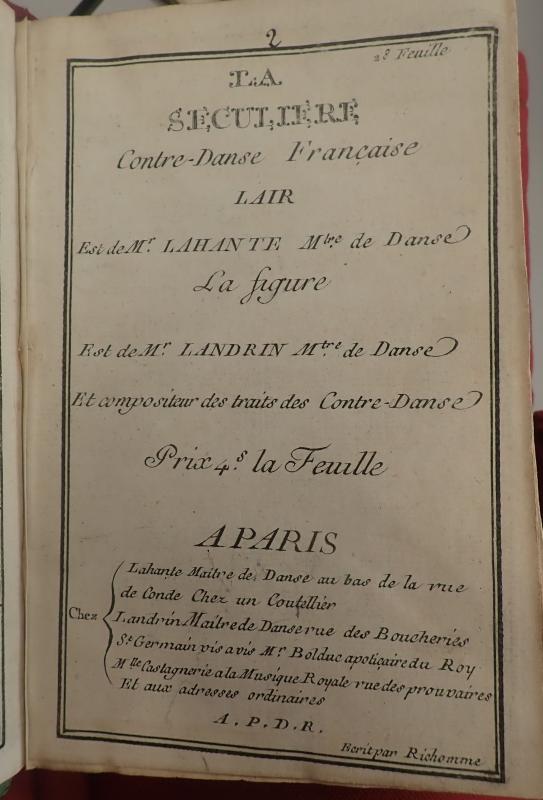 2
2e Feuille
LA
SECULIERE
Contre-Danse Française
LAIR
Est de Mr. LAHANTE Mtre. de Danse
La figure
Est de Mr LANDRIN Mtre. de Danse
Et compositeur des traits des Contre-Danse
Prix 4s. la Feuille
A PARIS
Chez
Lahante Maître de Danse au bas de la rue
de Conde Chez un Coutellier
Landrin Maître de Danse rue des Boucheries
St. Germain vis a vis Mr Bolduc apoticaire du Roy
Mlle Castagnerie a la Musique Royale rue des prouvaires
Et aux adresses ordinaires
A. P. D. R.
Ecrit par Richomme